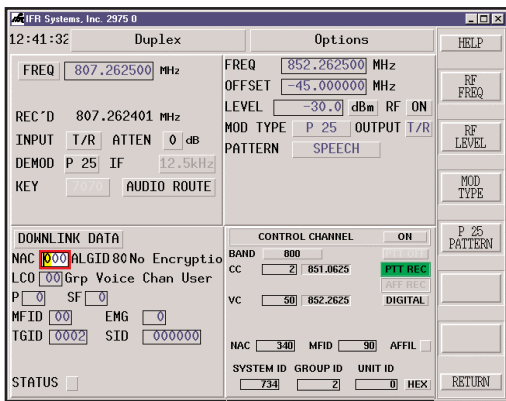 IFR Systems, Inc. 2975 0
12:41:32 Duplex Options
HELP
FREQ 807.262500 MHz
REC'D 807.262401 MHz
INPUT T/R ATTEN 0 dB
DEMOD P 25 IF 12.5kHz
KEY 7070 AUDIO ROUTE
FREQ 852.262500 MHz
OFFSET -45.000000 MHz
LEVEL -30.0 dBm RF ON
MOD TYPE P 25 OUTPUT T/R
PATTERN SPEECH
RF
FREQ
RF
LEVEL
MOD
TYPE
P 25
PATTERN
DOWNLINK DATA
NAC 000 ALGID 80 No Encryptio
LCO 00 Grp Voice Chan User
P 0 SF 0
MFID 00 EMG 0
TGID 0002 SID 000000
STATUS
CONTROL CHANNEL ON
BAND 800
CC 2 851.0625 PTT REC
AFF REC
VC 50 852.2625 DIGITAL
NAC 340 MFID 90 AFFIL
SYSTEM ID GROUP ID UNIT ID
734 2 0 HEX
RETURN